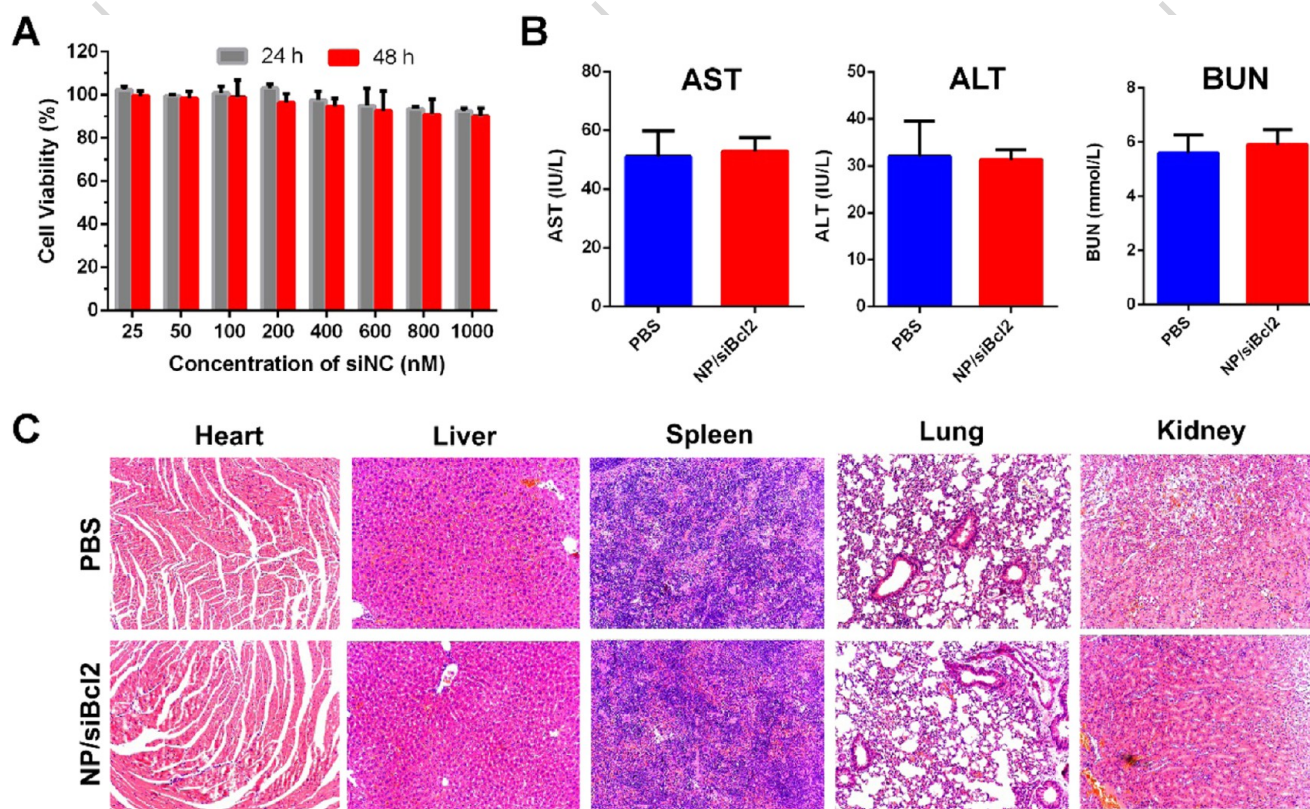 A
24 h
48 h
120
100
80
60
40
20
0
Cell Viability (%)
25 50 100 200 400 600 800 1000
Concentration of siNC (nM)
B
AST
80
60
40
20
0
AST (IU/L)
PBS
NP/siBcl2
ALT
50
40
30
20
10
0
ALT (IU/L)
PBS
NP/siBcl2
BUN
8
6
4
2
0
BUN (mmol/L)
PBS
NP/siBcl2
C
Heart Liver Spleen Lung Kidney
PBS
NP/siBcl2